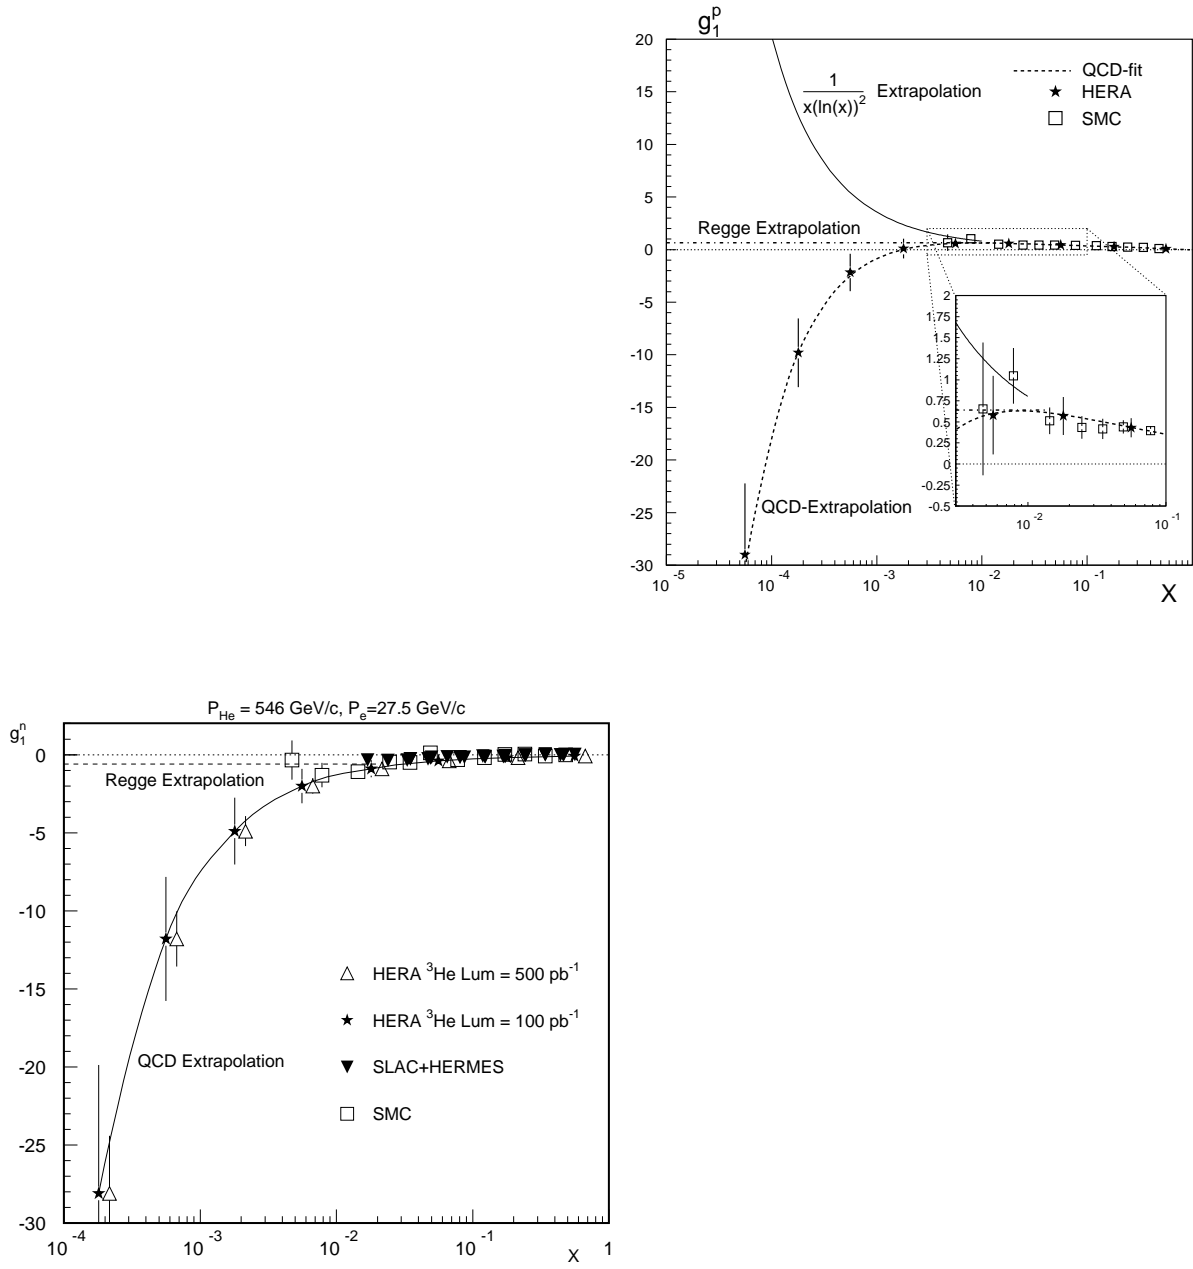 g₁ᵖ
20
15
10
5
0
-5
-10
-15
-20
-25
-30
1
x(ln(x))² Extrapolation
QCD-fit
HERA
SMC
Regge Extrapolation
QCD-Extrapolation
2
1.75
1.5
1.25
1
0.75
0.5
0.25
0
-0.25
-0.5
10⁻² 10⁻¹
10⁻⁵ 10⁻⁴ 10⁻³ 10⁻² 10⁻¹
X
P_He = 546 GeV/c, P_e=27.5 GeV/c
g₁ⁿ
0
-5
-10
-15
-20
-25
-30
Regge Extrapolation
QCD Extrapolation
HERA ³He Lum = 500 pb⁻¹
HERA ³He Lum = 100 pb⁻¹
SLAC+HERMES
SMC
10⁻⁴ 10⁻³ 10⁻² 10⁻¹ 1
X